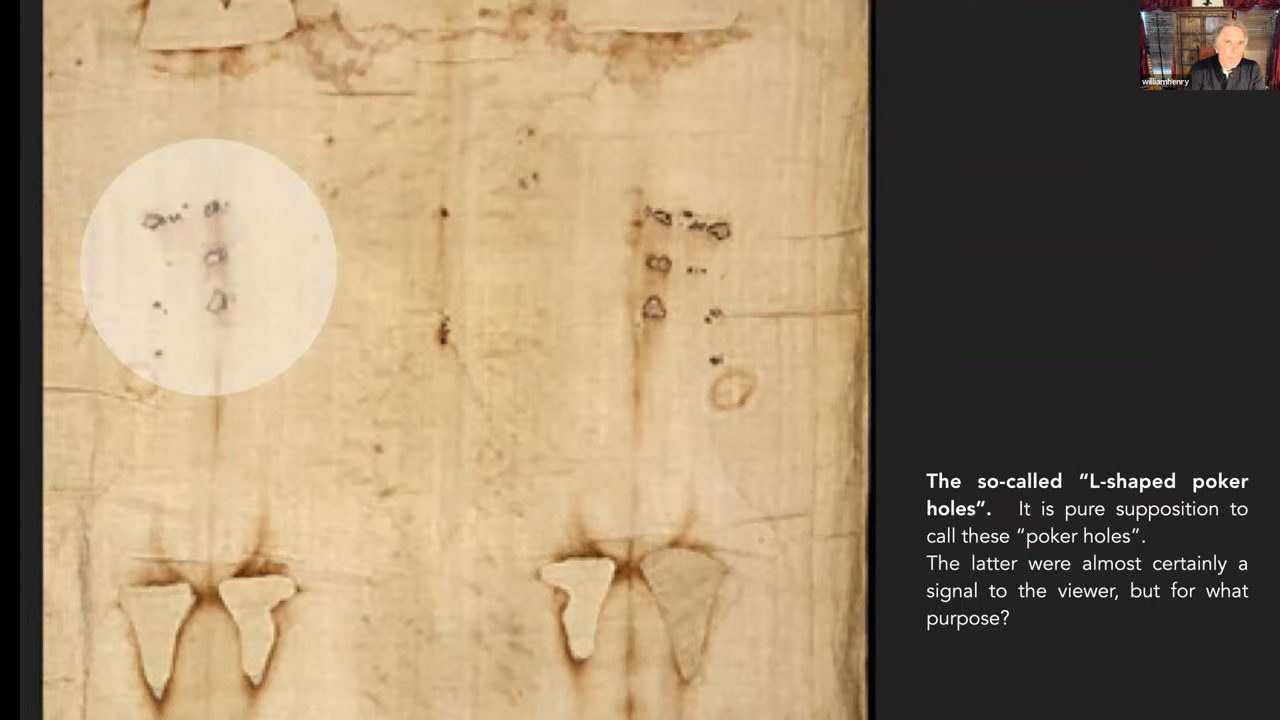 williamhenry
The so-called “L-shaped poker
holes”. It is pure supposition to
call these “poker holes”.
The latter were almost certainly a
signal to the viewer, but for what
purpose?